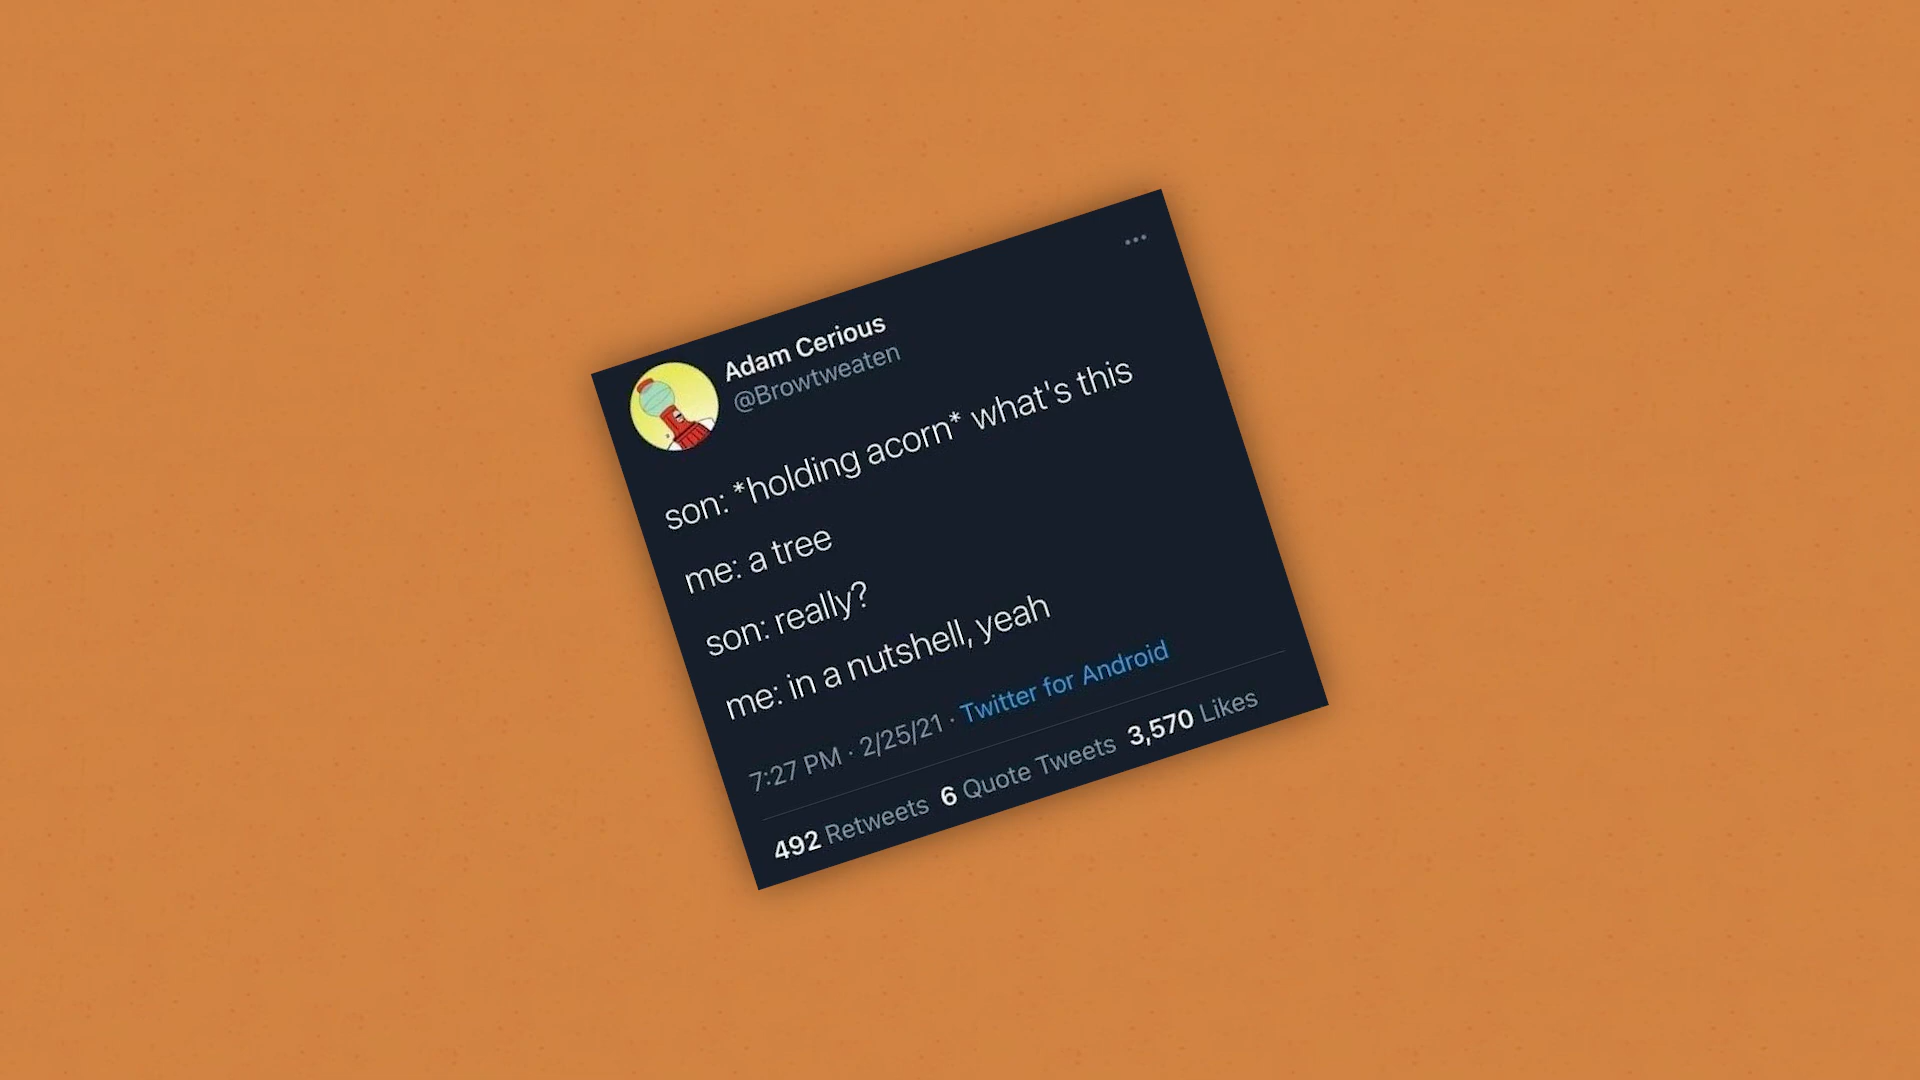 Adam Cerious
@Browtweaten
son: *holding acorn* what's this
me: a tree
son: really?
me: in a nutshell, yeah
7:27 PM · 2/25/21 · Twitter for Android
492 Retweets 6 Quote Tweets 3,570 Likes